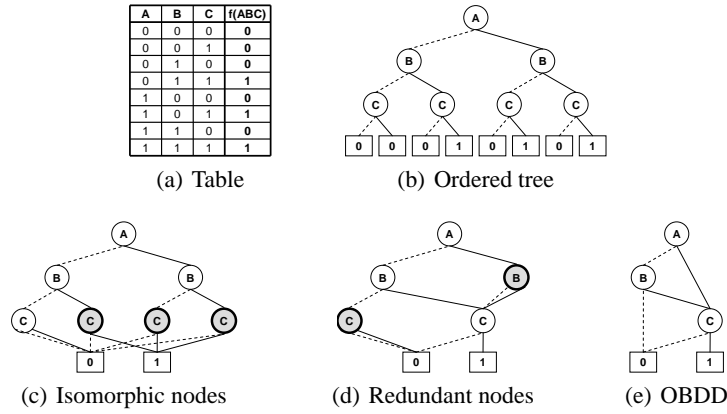 A B C f(ABC)
0 0 0 0
0 0 1 0
0 1 0 0
0 1 1 1
1 0 0 0
1 0 1 1
1 1 0 0
1 1 1 1
(a) Table
A
B B
C C C C
0 0 0 1 0 1 0 1
(b) Ordered tree
A
B B
C C C C
0 1
(c) Isomorphic nodes
A
B B
C C
0 1
(d) Redundant nodes
A
B
C
0 1
(e) OBDD